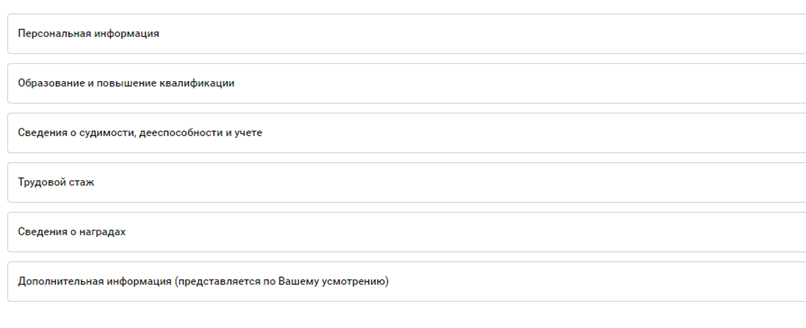 Персональная информация
Образование и повышение квалификации
Сведения о судимости, дееспособности и учете
Трудовой стаж
Сведения о наградах
Дополнительная информация (представляется по Вашему усмотрению)